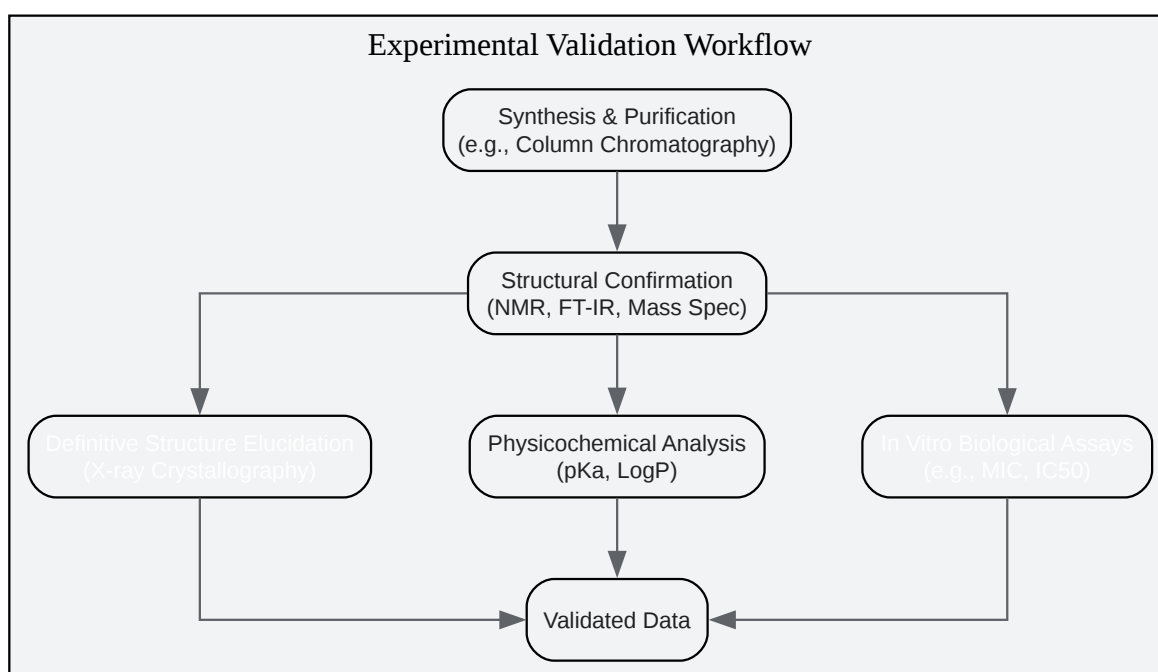 Experimental Validation Workflow
Synthesis & Purification
(e.g., Column Chromatography)
Structural Confirmation
(NMR, FT-IR, Mass Spec)
Definitive Structure Elucidation
(X-ray Crystallography)
Physicochemical Analysis
(pKa, LogP)
In Vitro Biological Assays
(e.g., MIC, IC50)
Validated Data